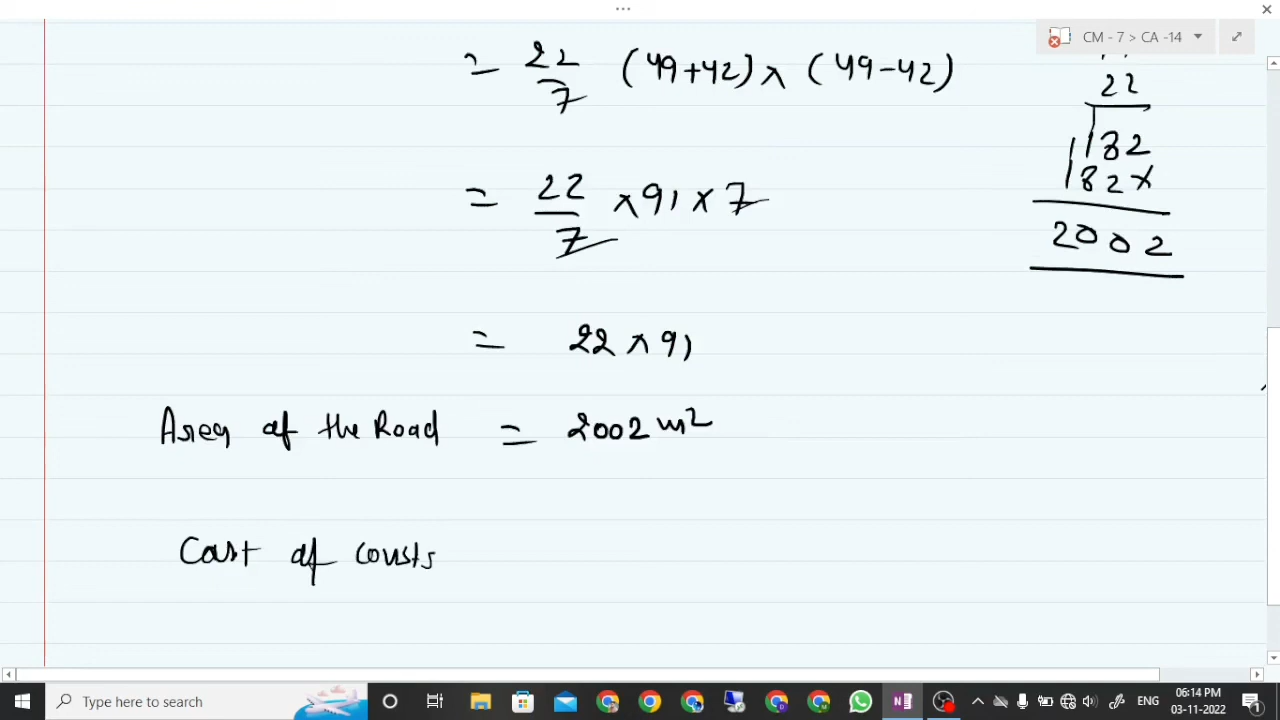 CM - 7 > CA -14
= 22/7 (49+42) × (49-42)
22
182
182×
2002
= 22/7 × 91 × 7
= 22 × 91
Area of the Road = 2002 m²
Cost of consts
Type here to search
ENG
06:14 PM
03-11-2022